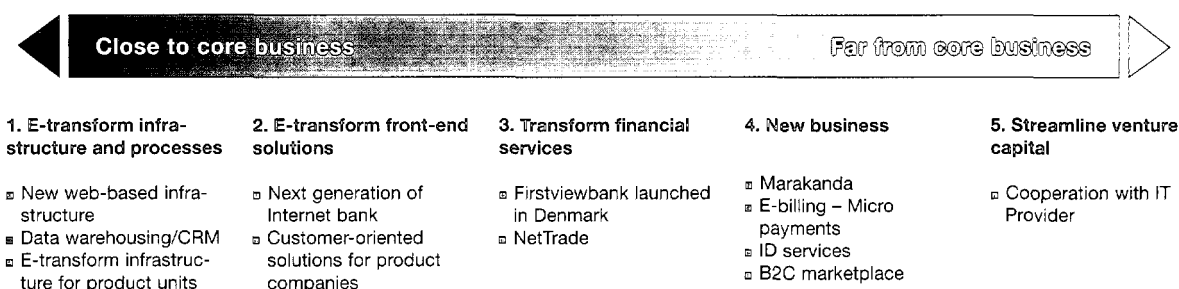 Close to core business
Far from core business
1. E-transform infra-
structure and processes
New web-based infra-
structure
Data warehousing/CRM
E-transform infrastruc-
ture for product units
2. E-transform front-end
solutions
Next generation of
Internet bank
Customer-oriented
solutions for product
companies
3. Transform financial
services
Firstviewbank launched
in Denmark
NetTrade
4. New business
Marakanda
E-billing – Micro
payments
ID services
B2C marketplace
5. Streamline venture
capital
Cooperation with IT
Provider